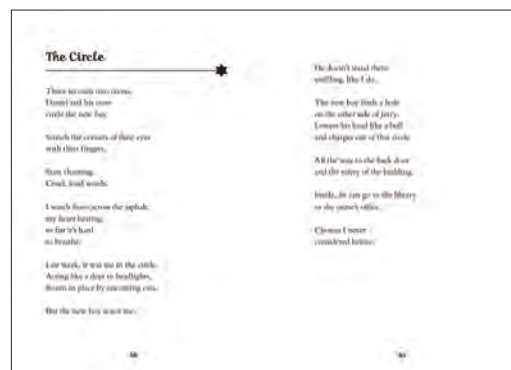 The Circle
There seconds into recess,
Daniel and his crew
circle the new boy.
Stretch the corners of their eyes
with their fingers.
Start chanting.
Cruel, loud words.
I watch from across the asphalt,
my heart beating
so fast it's hard
to breathe.
Last week, it was me in the circle.
Acting like a deer in headlights,
frozen in place by oncoming cars.
But the new boy is not me.
He doesn't stand there
sniffling, like I do.
The new boy finds a hole
on the other side of Jerry.
Lowers his head like a bull
and charges out of that circle
All the way to the back door
and the safety of the building.
Inside, he can go to the library
or the nurse's office.
Choices I never
considered before.